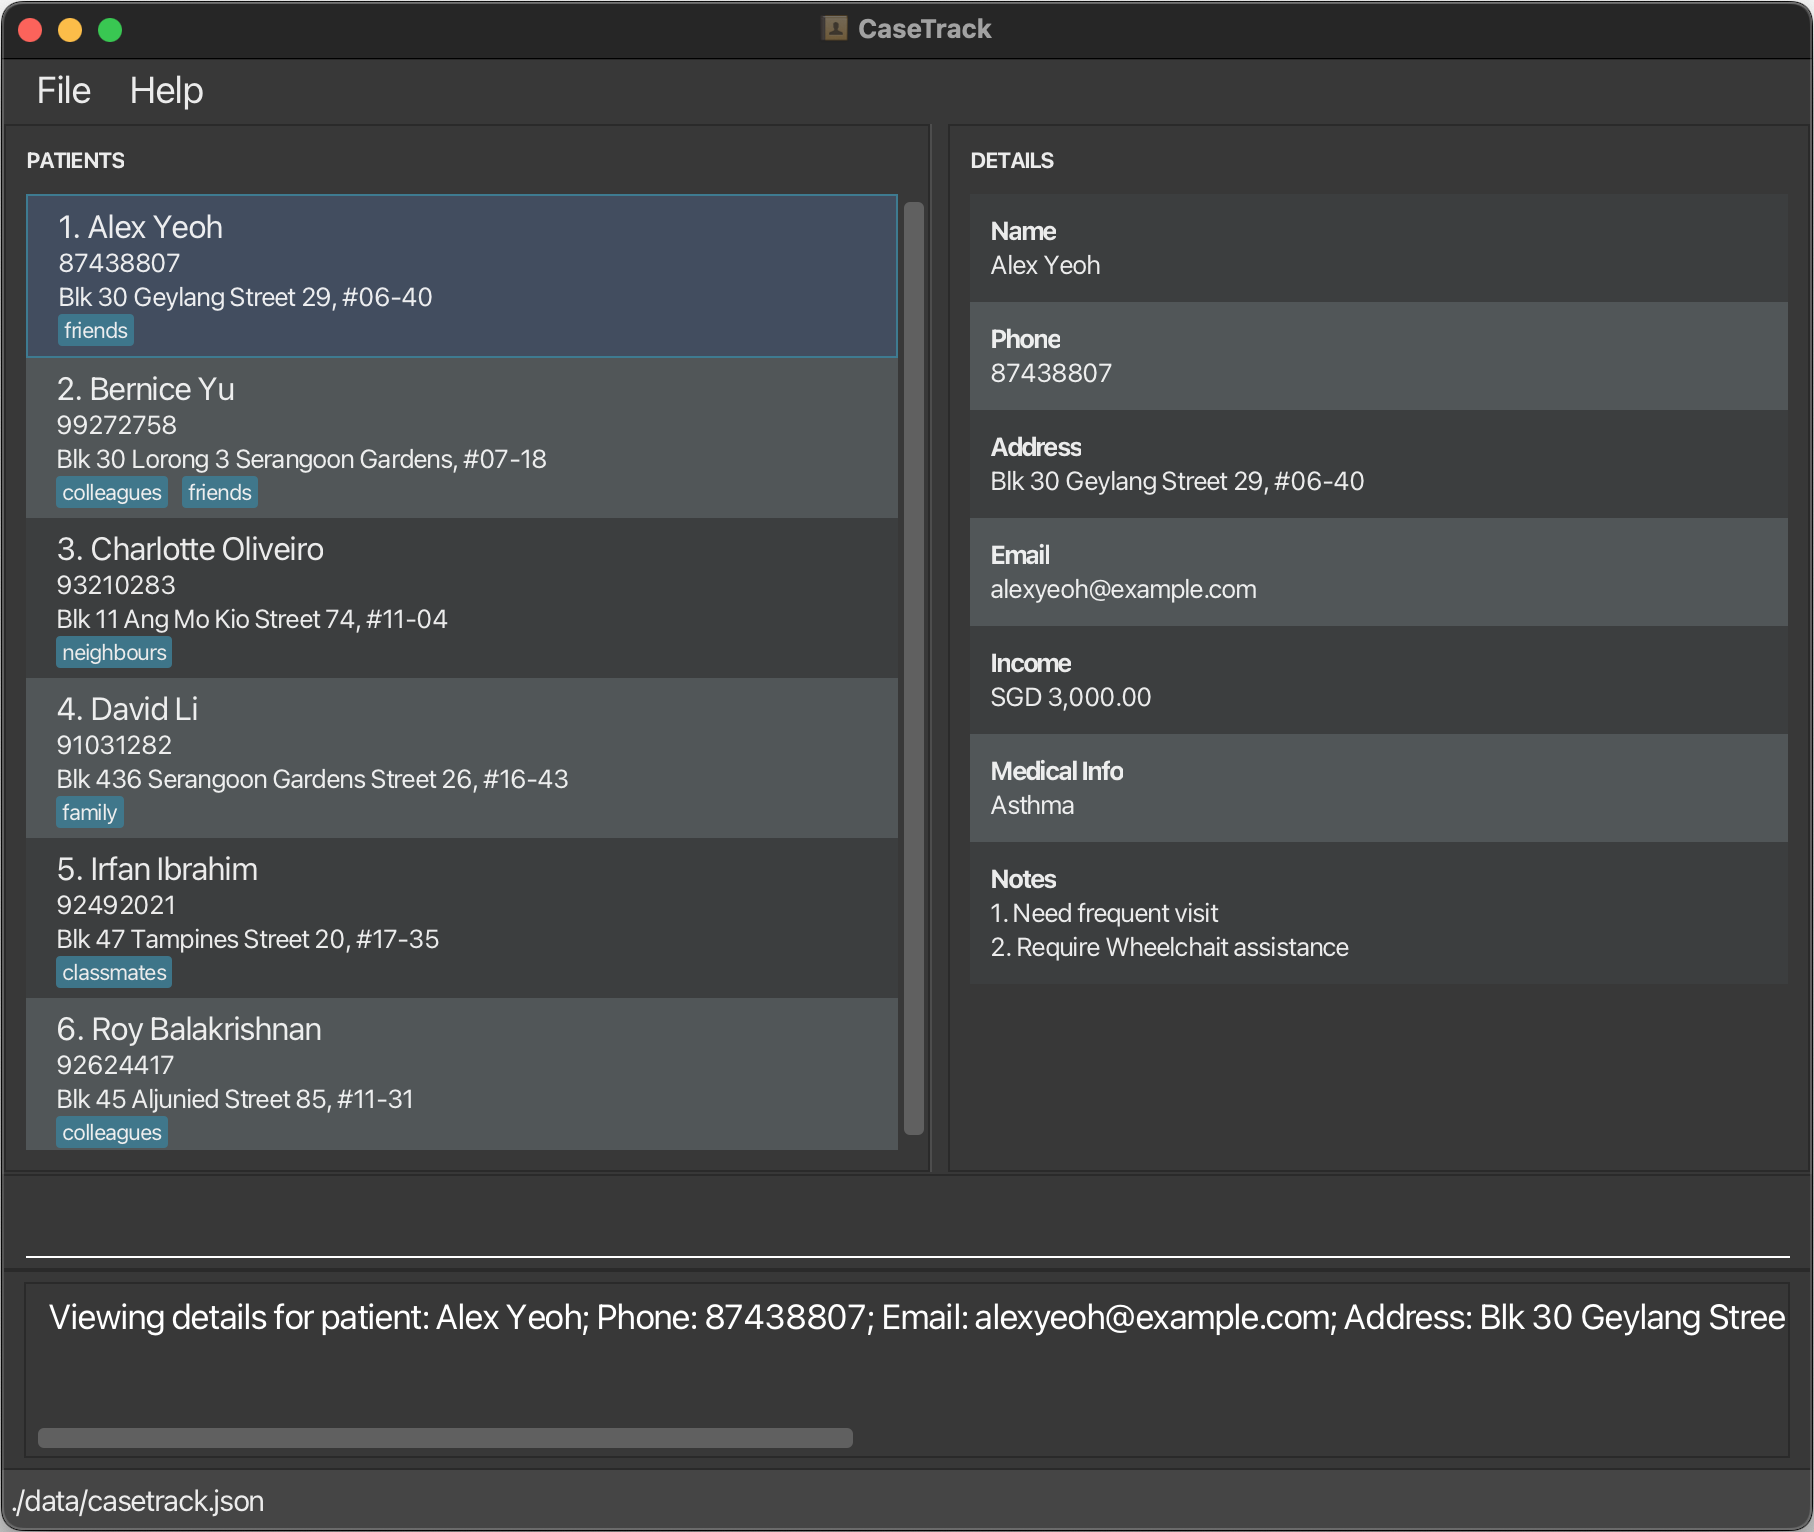 CaseTrack
File Help
PATIENTS
1. Alex Yeoh
87438807
Blk 30 Geylang Street 29, #06-40
friends
2. Bernice Yu
99272758
Blk 30 Lorong 3 Serangoon Gardens, #07-18
colleagues friends
3. Charlotte Oliveiro
93210283
Blk 11 Ang Mo Kio Street 74, #11-04
neighbours
4. David Li
91031282
Blk 436 Serangoon Gardens Street 26, #16-43
family
5. Irfan Ibrahim
92492021
Blk 47 Tampines Street 20, #17-35
classmates
6. Roy Balakrishnan
92624417
Blk 45 Aljunied Street 85, #11-31
colleagues
DETAILS
Name
Alex Yeoh
Phone
87438807
Address
Blk 30 Geylang Street 29, #06-40
Email
alexyeoh@example.com
Income
SGD 3,000.00
Medical Info
Asthma
Notes
1. Need frequent visit
2. Require Wheelchait assistance
Viewing details for patient: Alex Yeoh; Phone: 87438807; Email: alexyeoh@example.com; Address: Blk 30 Geylang Stree
./data/casetrack.json